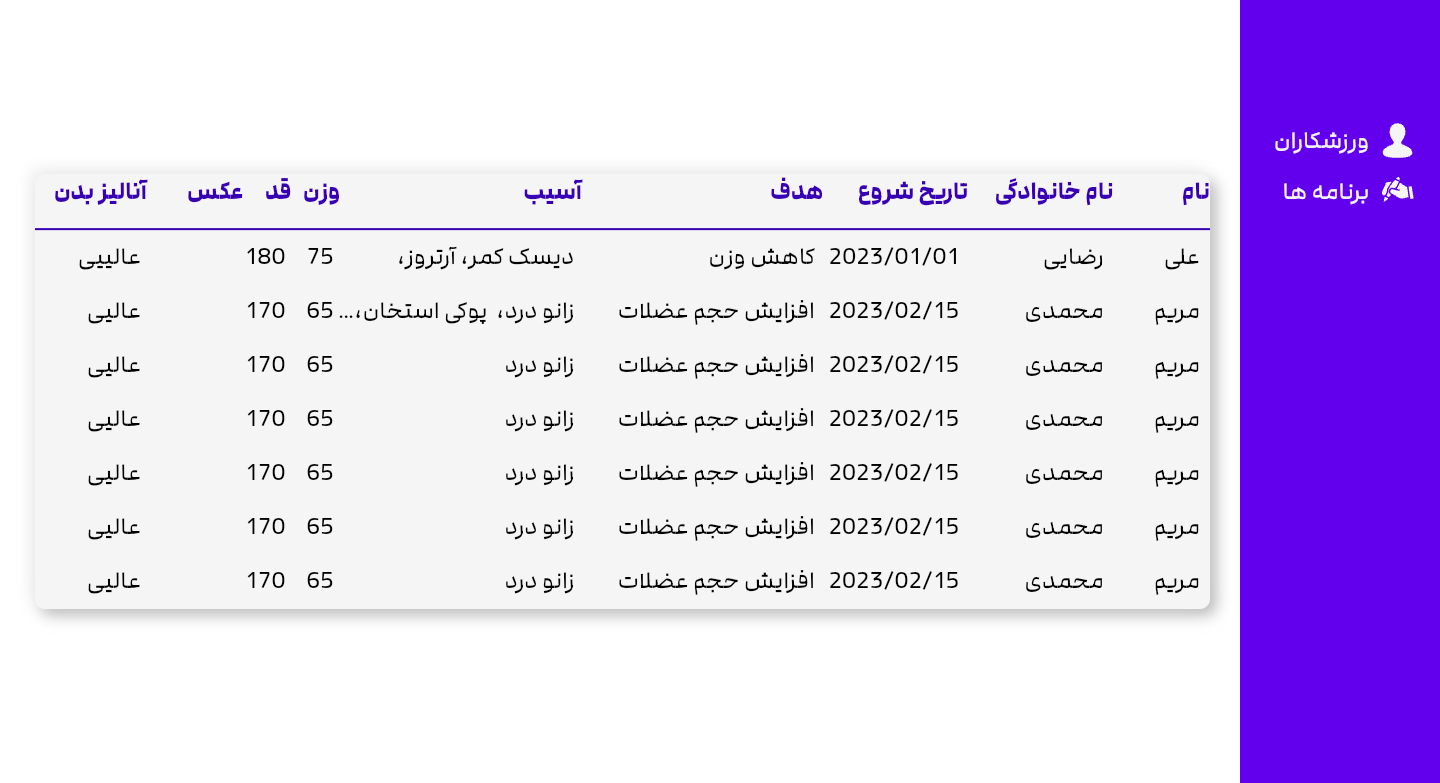 ورزشکاران
برنامه ها
نام نام خانوادگی تاریخ شروع هدف آسیب وزن قد عکس آنالیز بدن
علی رضایی 2023/01/01 کاهش وزن دیسک کمر، آرتروز، 75 180 عالییی
مریم محمدی 2023/02/15 افزایش حجم عضلات زانو درد، پوکی استخان،... 65 170 عالیی
مریم محمدی 2023/02/15 افزایش حجم عضلات زانو درد 65 170 عالیی
مریم محمدی 2023/02/15 افزایش حجم عضلات زانو درد 65 170 عالیی
مریم محمدی 2023/02/15 افزایش حجم عضلات زانو درد 65 170 عالیی
مریم محمدی 2023/02/15 افزایش حجم عضلات زانو درد 65 170 عالیی
مریم محمدی 2023/02/15 افزایش حجم عضلات زانو درد 65 170 عالیی